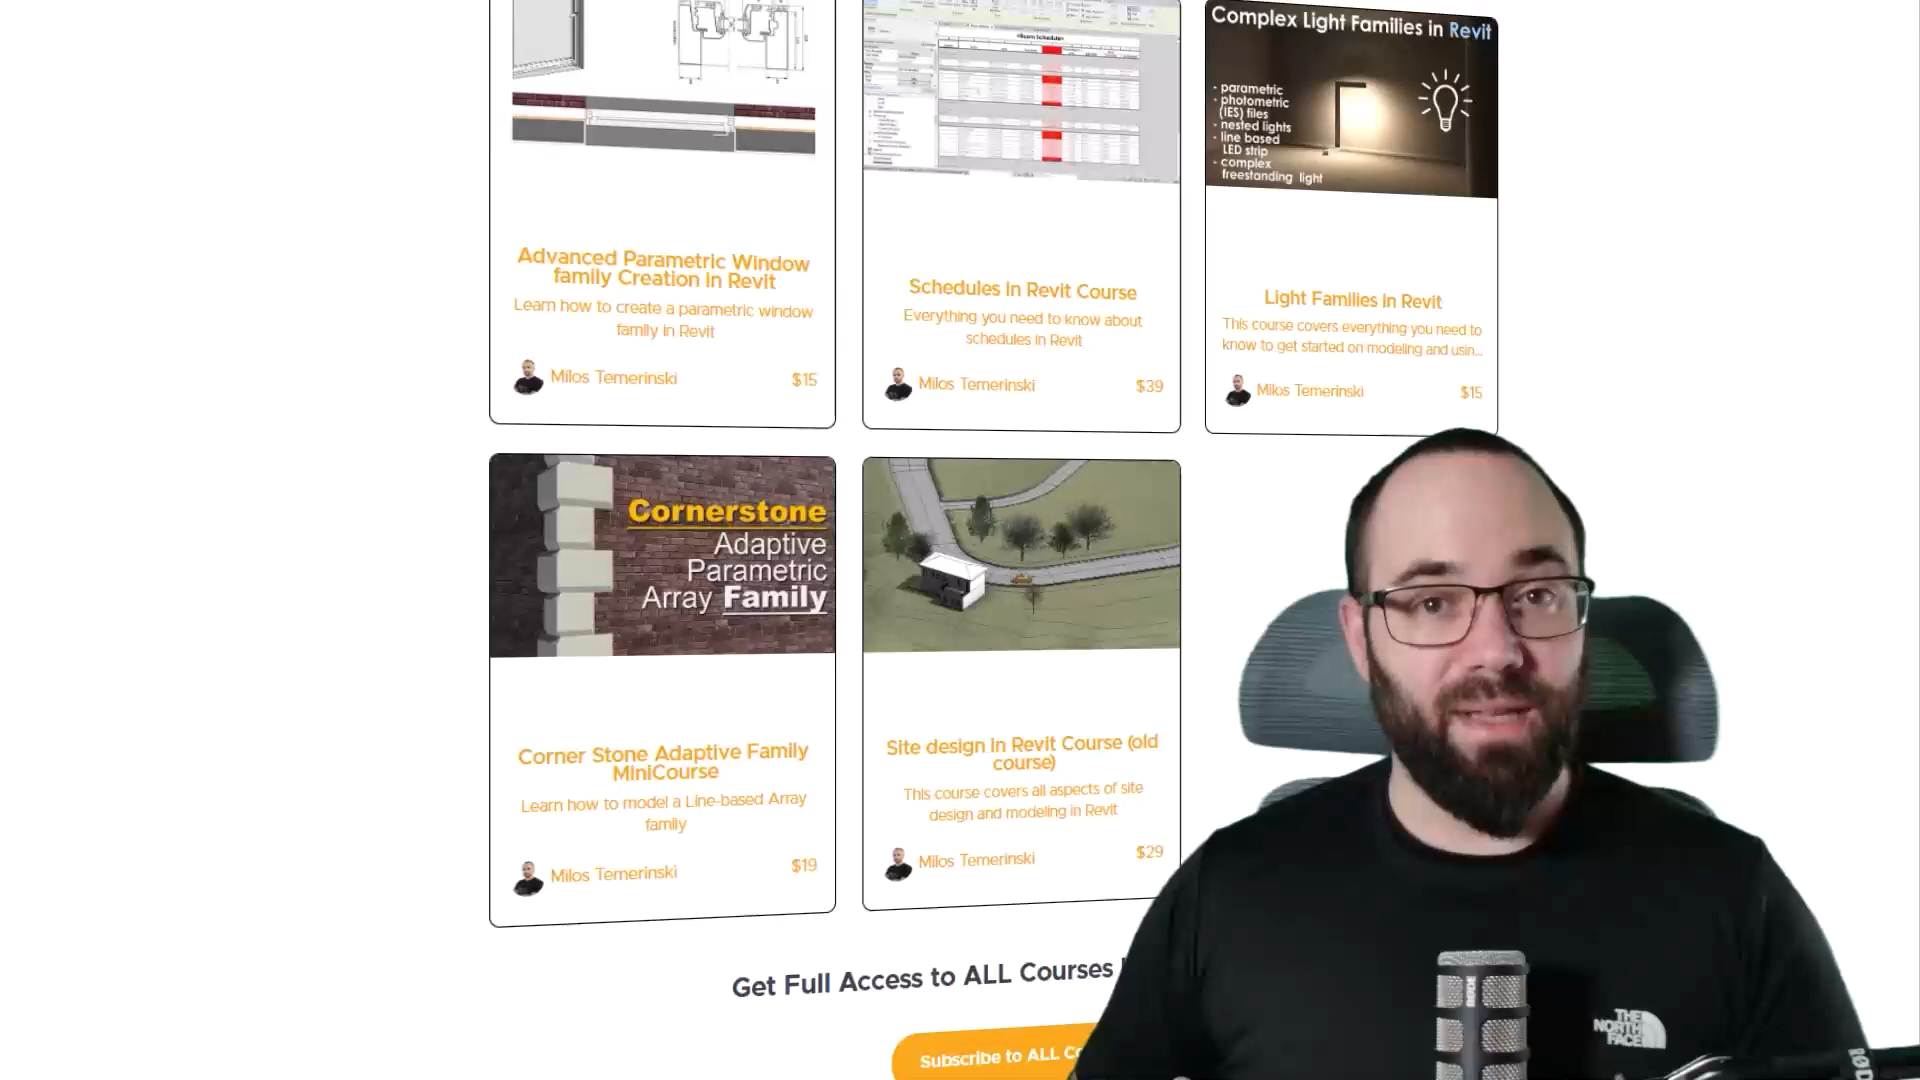 Complex Light Families in Revit
- parametric
- photometric
(IES) files
- nested lights
- line based
LED strip
- complex
freestanding light
Advanced Parametric Window
family Creation in Revit
Learn how to create a parametric window
family in Revit
Milos Temerinski
$15
Schedules in Revit Course
Everything you need to know about
schedules in Revit
Milos Temerinski
$39
Light Families in Revit
This course covers everything you need to
know to get started on modeling and usin...
Milos Temerinski
$15
Cornerstone
Adaptive
Parametric
Array Family
Corner Stone Adaptive Family
MiniCourse
Learn how to model a Line-based Array
family
Milos Temerinski
$19
Site design in Revit Course (old
course)
This course covers all aspects of site
design and modeling in Revit
Milos Temerinski
$29
Get Full Access to ALL Courses
Subscribe to ALL
RODE
THE
NORTH
FACE